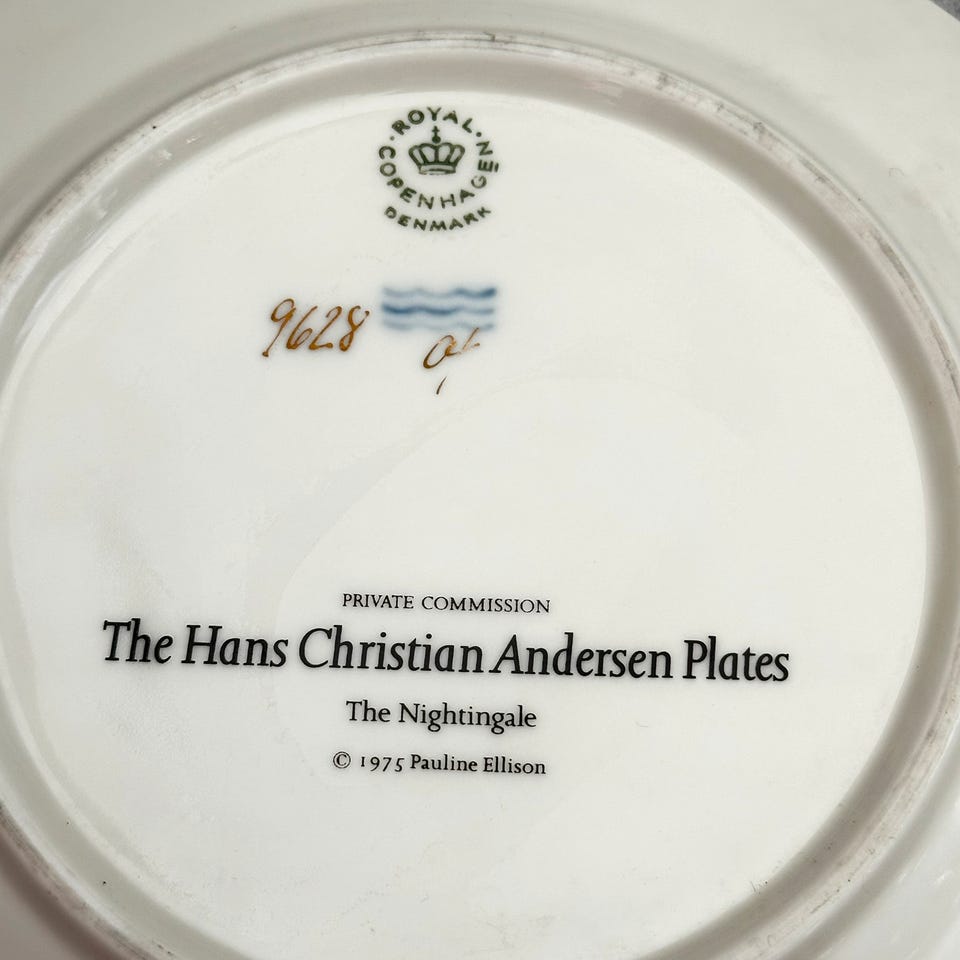 ROYAL COPENHAGEN
DENMARK
9628
PRIVATE COMMISSION
The Hans Christian Andersen Plates
The Nightingale
© 1975 Pauline Ellison